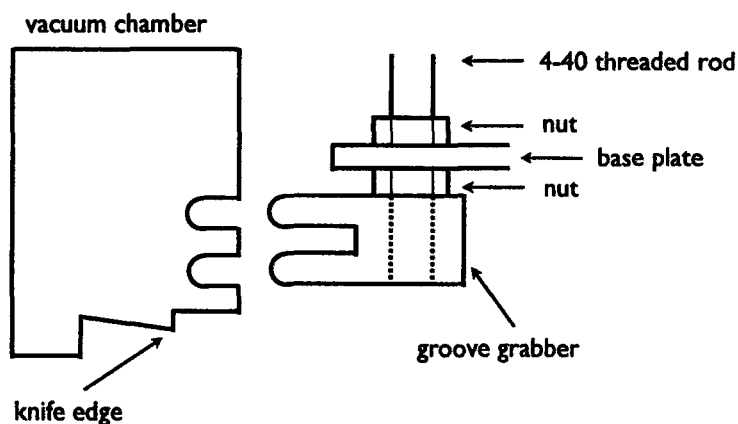 vacuum chamber
4-40 threaded rod
nut
base plate
nut
groove grabber
knife edge